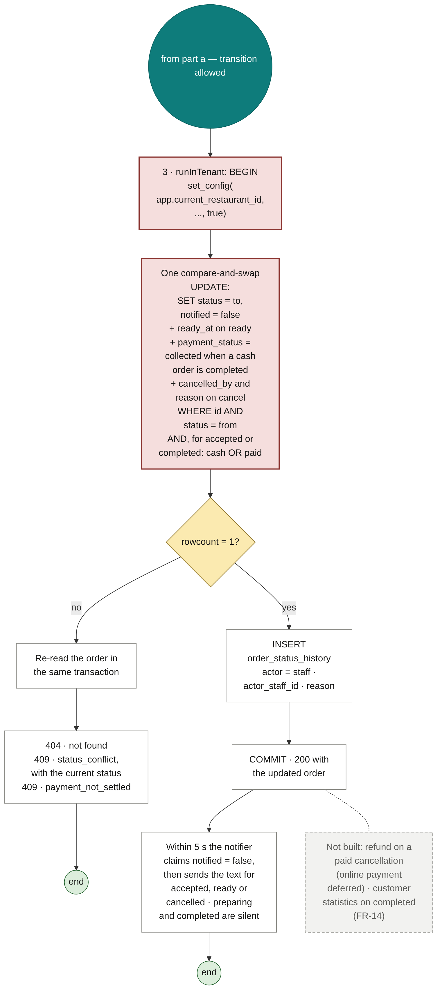 from part a — transition
allowed
3 · runInTenant: BEGIN
set_config(
app.current_restaurant_id,
..., true)
One compare-and-swap
UPDATE:
SET status = to,
notified = false
+ ready_at on ready
+ payment_status =
collected when a cash
order is completed
+ cancelled_by and
reason on cancel
WHERE id AND
status = from
AND, for accepted or
completed: cash OR paid
rowcount = 1?
no
yes
Re-read the order in
the same transaction
INSERT
order_status_history
actor = staff ·
actor_staff_id · reason
404 · not found
409 · status_conflict,
with the current status
409 · payment_not_settled
COMMIT · 200 with
the updated order
end
Within 5 s the notifier
claims notified = false,
then sends the text for
accepted, ready or
cancelled · preparing
and completed are silent
Not built: refund on a
paid cancellation
(online payment
deferred) · customer
statistics on completed
(FR-14)
end